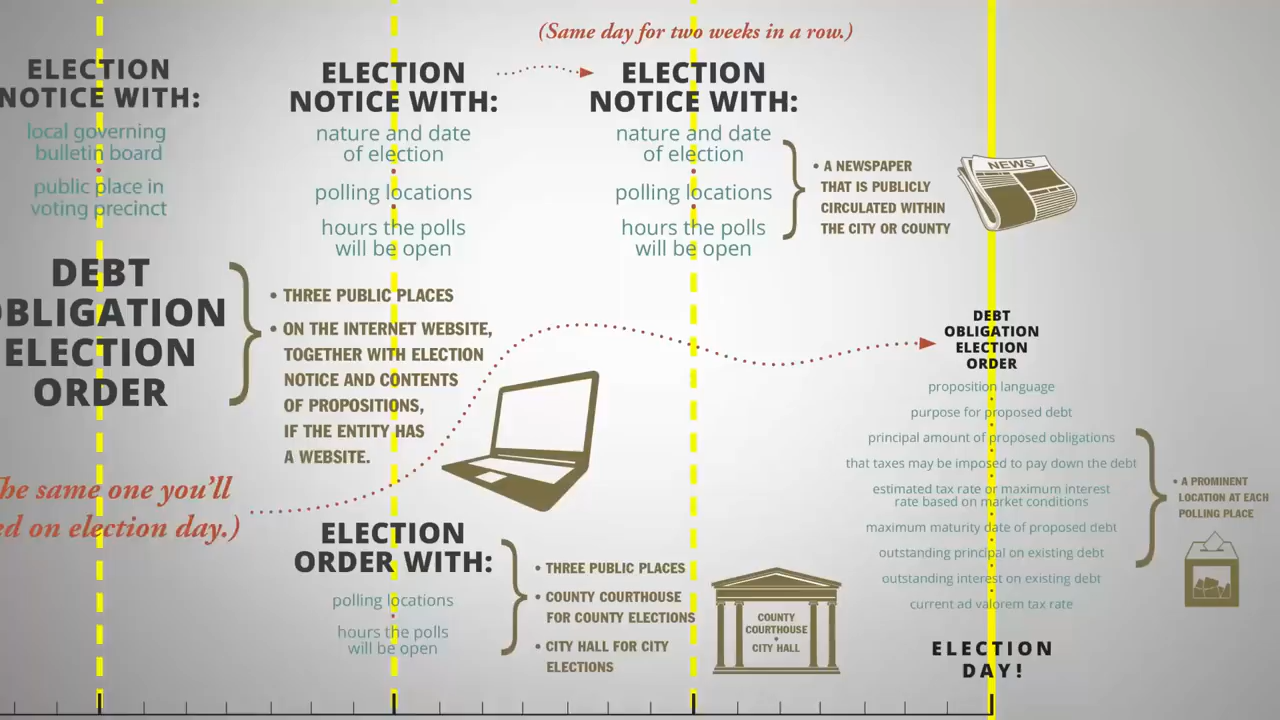 (Same day for two weeks in a row.)
ELECTION
NOTICE WITH:
local governing
bulletin board
public place in
voting precinct
DEBT
OBLIGATION
ELECTION
ORDER
• THREE PUBLIC PLACES
• ON THE INTERNET WEBSITE,
TOGETHER WITH ELECTION
NOTICE AND CONTENTS
OF PROPOSITIONS,
IF THE ENTITY HAS
A WEBSITE.
the same one you'll
ed on election day.)
ELECTION
NOTICE WITH:
nature and date
of election
polling locations
hours the polls
will be open
ELECTION
ORDER WITH:
polling locations
hours the polls
will be open
• THREE PUBLIC PLACES
• COUNTY COURTHOUSE
FOR COUNTY ELECTIONS
• CITY HALL FOR CITY
ELECTIONS
COUNTY
COURTHOUSE
•
CITY HALL
ELECTION
NOTICE WITH:
nature and date
of election
polling locations
hours the polls
will be open
• A NEWSPAPER
THAT IS PUBLICLY
CIRCULATED WITHIN
THE CITY OR COUNTY
NEWS
DEBT
OBLIGATION
ELECTION
ORDER
proposition language
purpose for proposed debt
principal amount of proposed obligations
that taxes may be imposed to pay down the debt
estimated tax rate or maximum interest
rate based on market conditions
maximum maturity date of proposed debt
outstanding principal on existing debt
outstanding interest on existing debt
current ad valorem tax rate
• A PROMINENT
LOCATION AT EACH
POLLING PLACE
ELECTION
DAY!